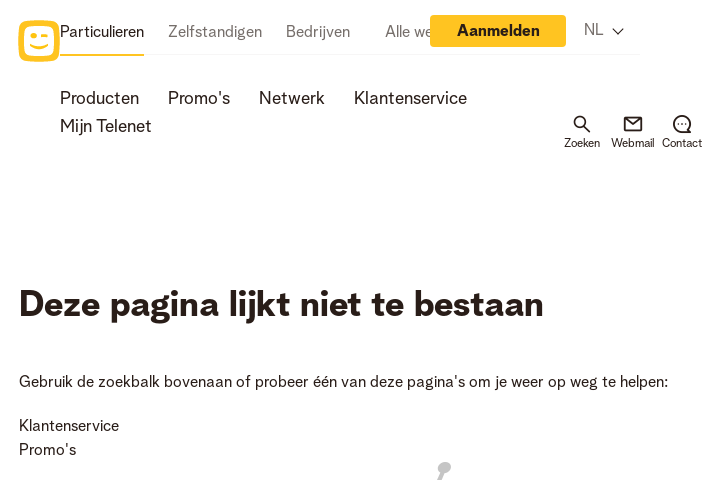 Particulieren Zelfstandigen Bedrijven Alle we Aanmelden NL
Producten Promo's Netwerk Klantenservice
Mijn Telenet
Zoeken Webmail Contact
Deze pagina lijkt niet te bestaan
Gebruik de zoekbalk bovenaan of probeer één van deze pagina's om je weer op weg te helpen:
Klantenservice
Promo's